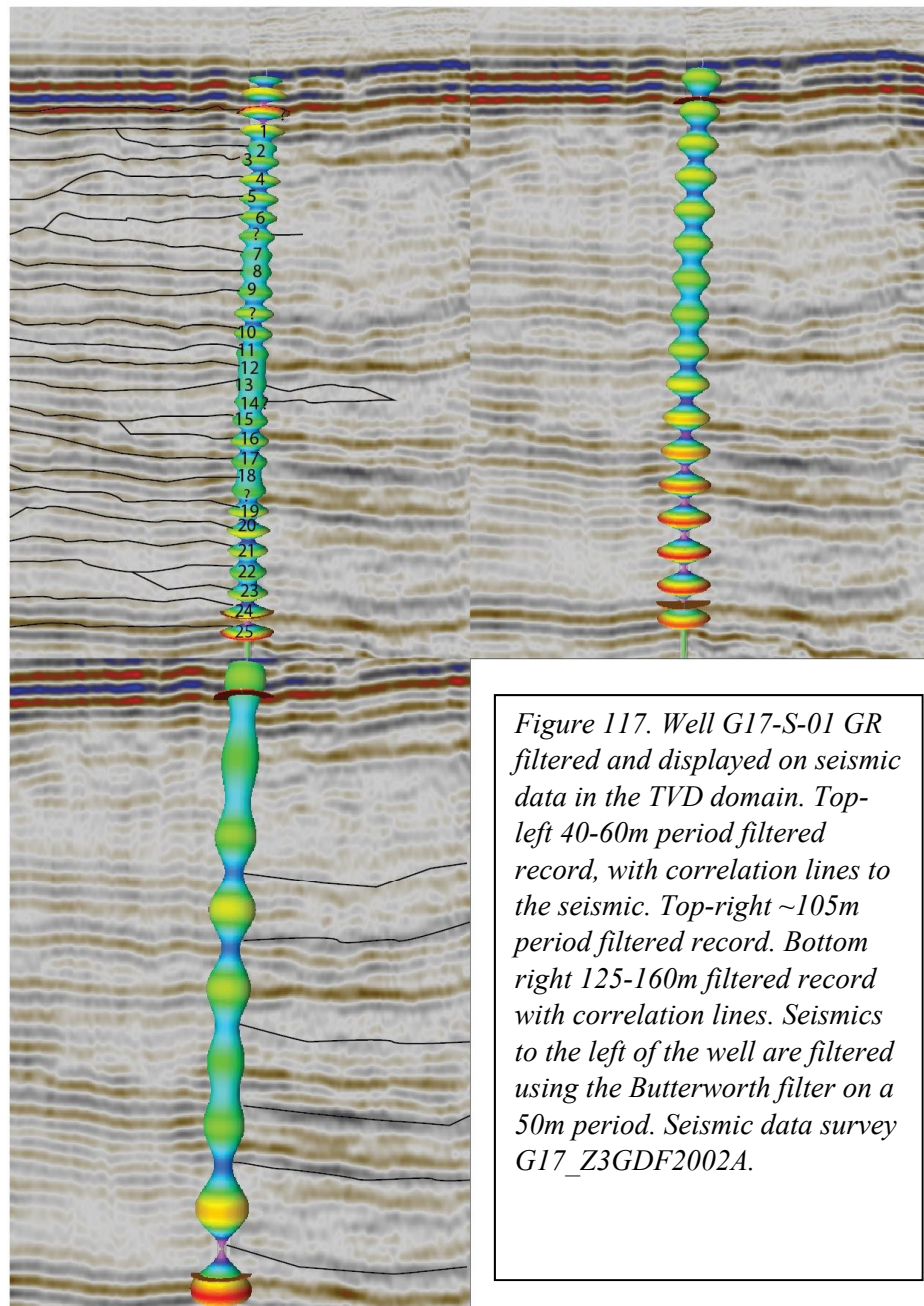 ?
1
2
3
4
5
6
?
7
8
9
?
10
11
12
13
14
15
16
17
18
?
19
20
21
22
23
24
25
Figure 117. Well G17-S-01 GR
filtered and displayed on seismic
data in the TVD domain. Top-
left 40-60m period filtered
record, with correlation lines to
the seismic. Top-right ~105m
period filtered record. Bottom
right 125-160m filtered record
with correlation lines. Seismics
to the left of the well are filtered
using the Butterworth filter on a
50m period. Seismic data survey
G17_Z3GDF2002A.